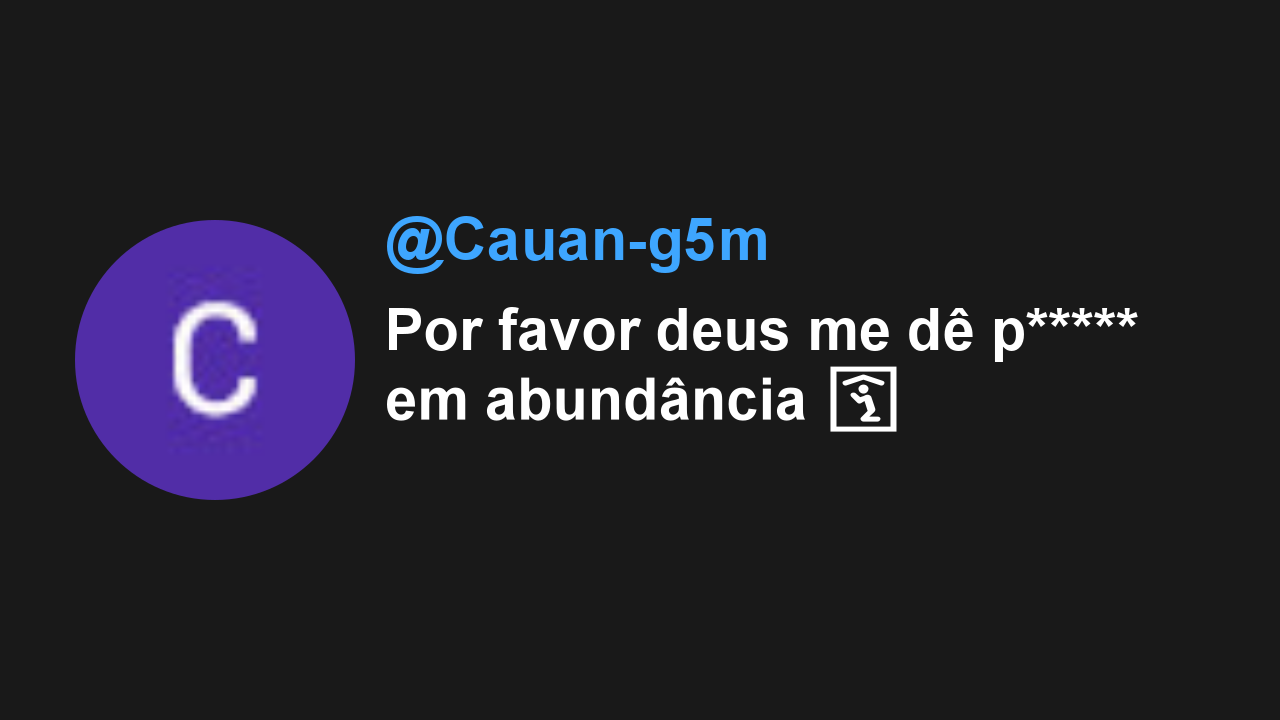 C
@Cauan-g5m
Por favor deus me dê p*****
em abundância 🛐